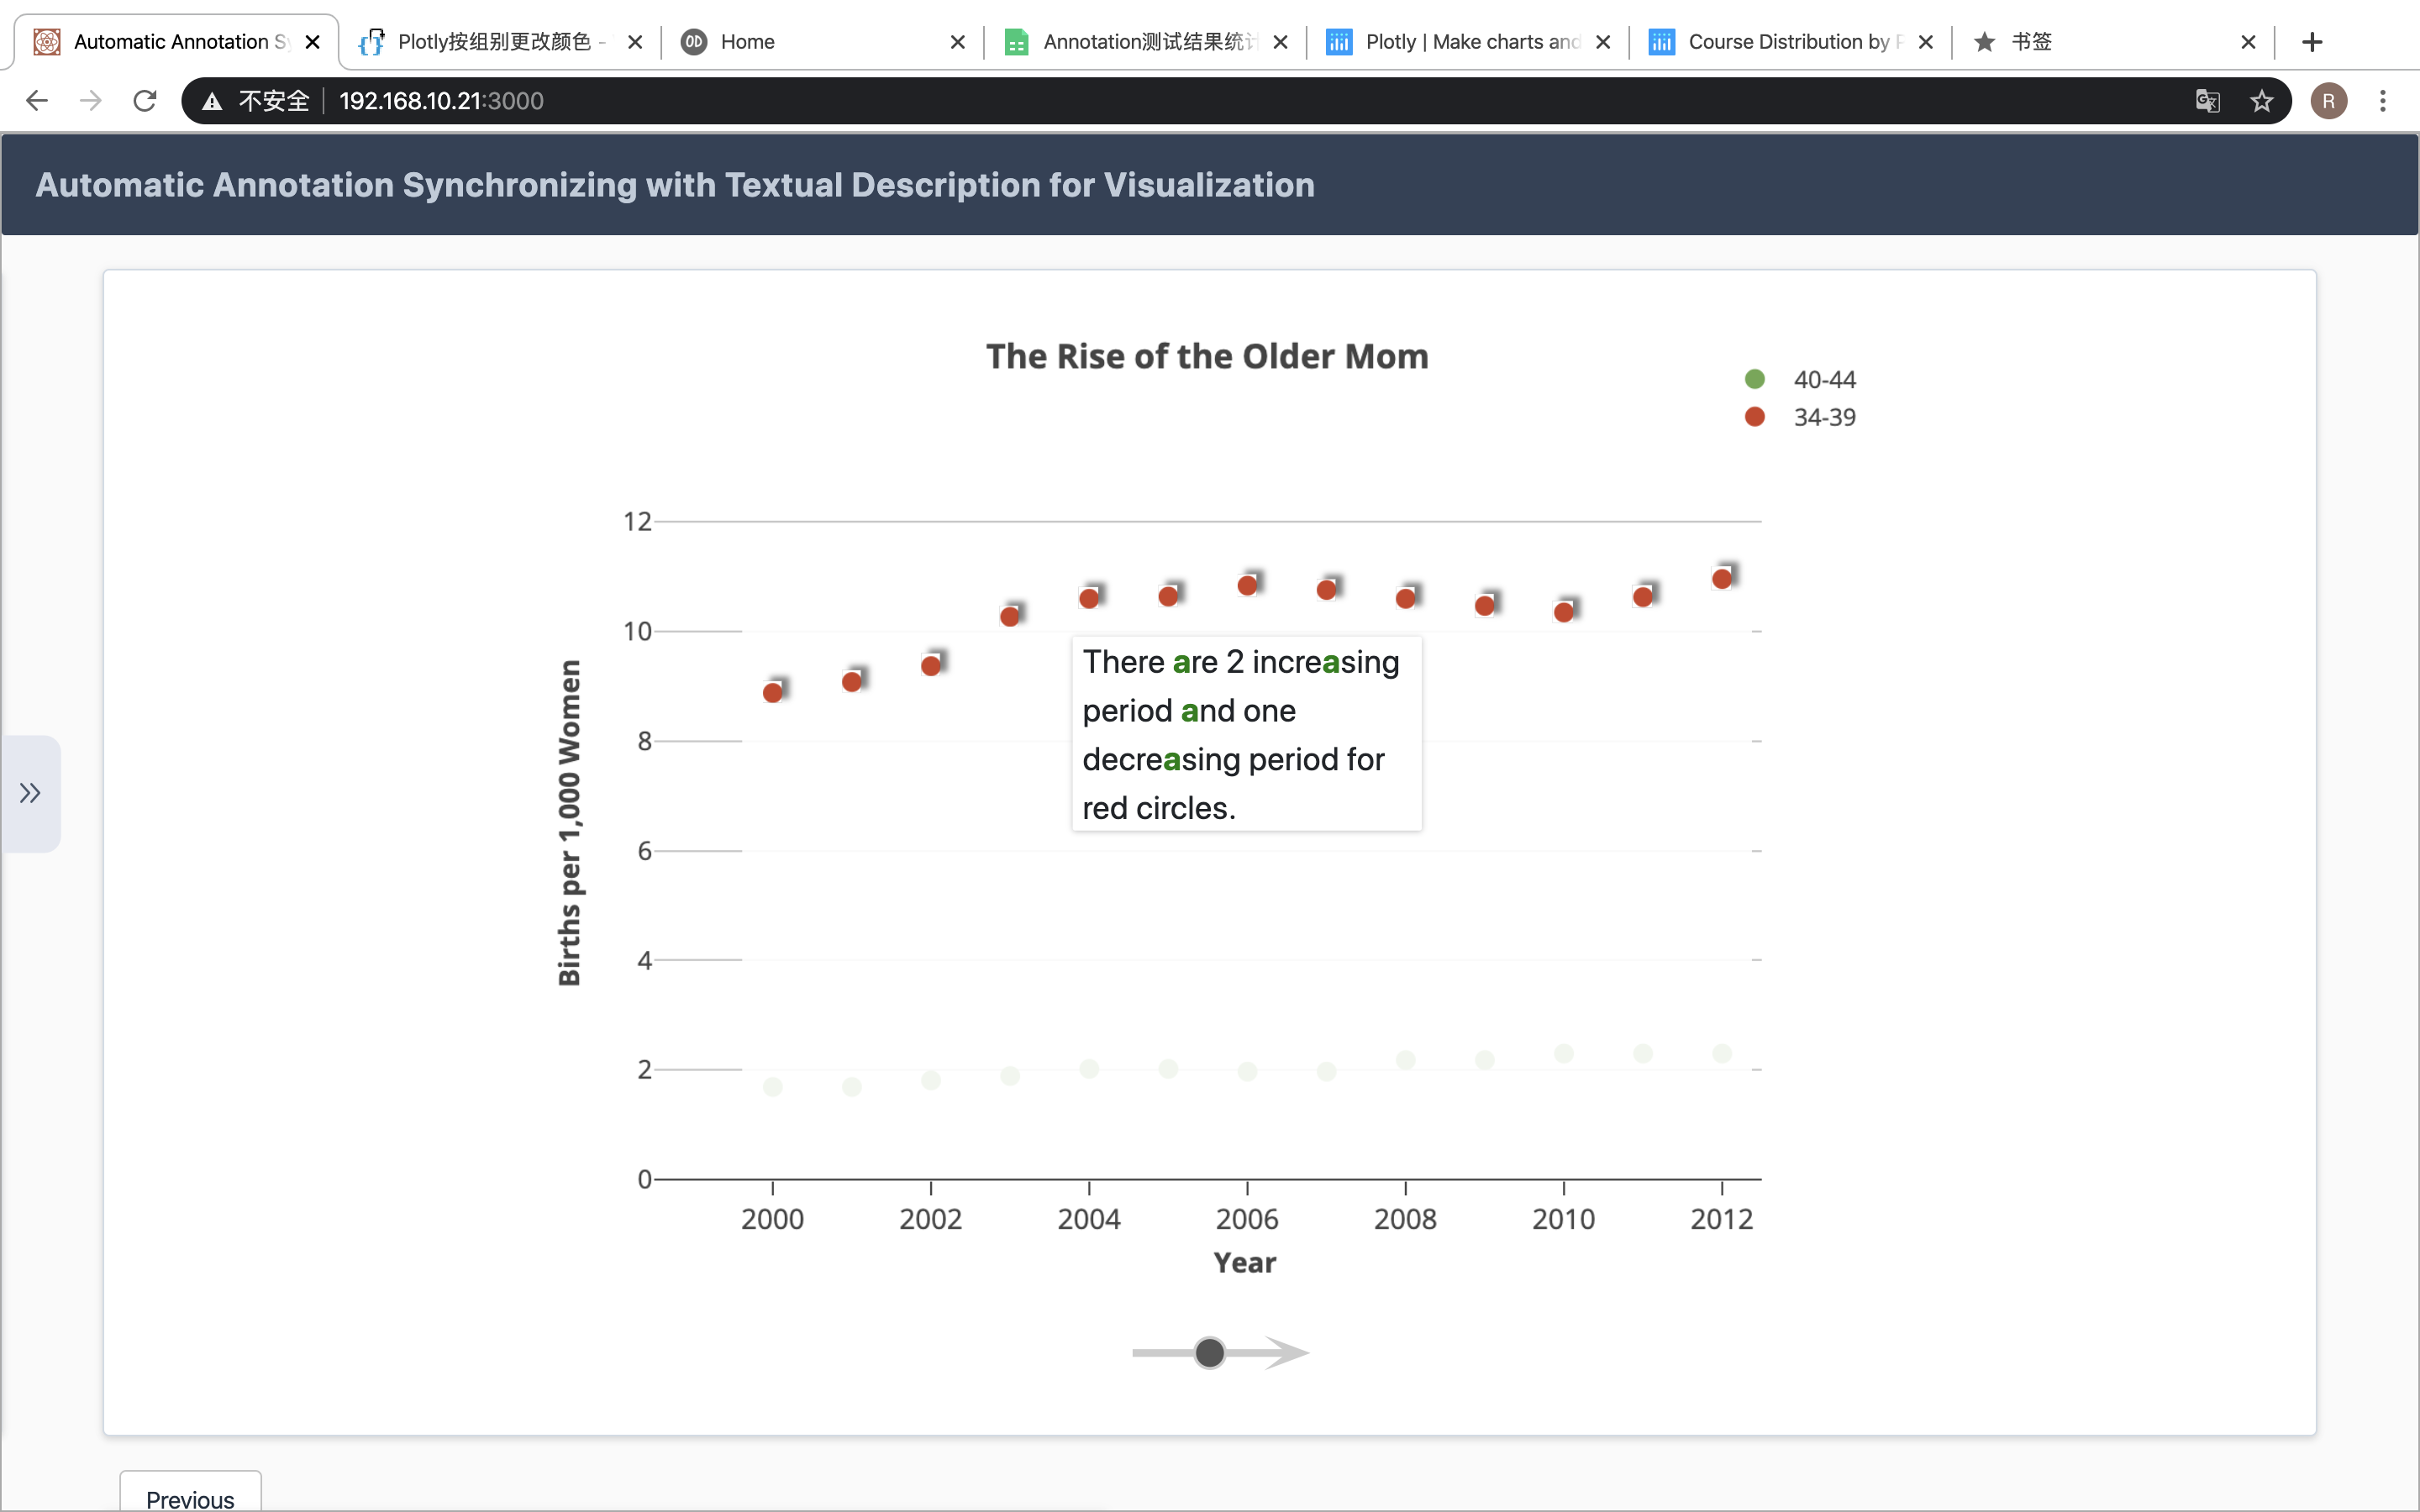 Automatic Annotation S
Plotly按组别更改颜色 -
OD
Home
Annotation测试结果统计
Plotly | Make charts and
Course Distribution by
书签
不安全
192.168.10.21:3000
R
Automatic Annotation Synchronizing with Textual Description for Visualization
The Rise of the Older Mom
40-44
34-39
12
10
8
6
4
2
0
Births per 1,000 Women
There are 2 increasing
period and one
decreasing period for
red circles.
2000
2002
2004
2006
2008
2010
2012
Year
Previous